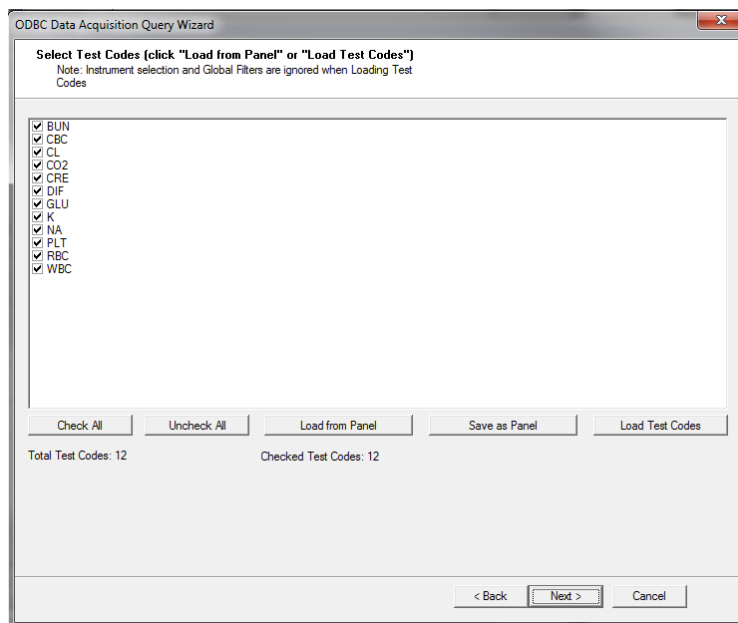 ODBC Data Acquisition Query Wizard
X
Select Test Codes (click "Load from Panel" or "Load Test Codes")
Note: Instrument selection and Global Filters are ignored when Loading Test
Codes
BUN
CBC
CL
CO2
CRE
DIF
GLU
K
NA
PLT
RBC
WBC
Check All Uncheck All Load from Panel Save as Panel Load Test Codes
Total Test Codes: 12 Checked Test Codes: 12
< Back Next > Cancel